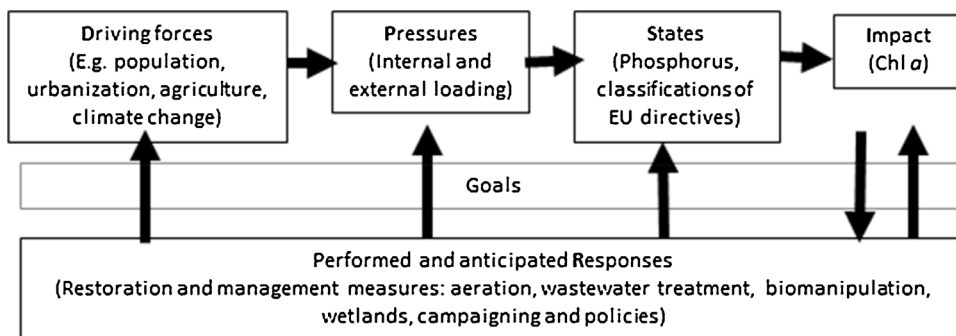 Driving forces
(E.g. population,
urbanization, agriculture,
climate change)
Pressures
(Internal and
external loading)
States
(Phosphorus,
classifications of
EU directives)
Impact
(Chl a)
Goals
Performed and anticipated Responses
(Restoration and management measures: aeration, wastewater treatment, biomanipulation,
wetlands, campaigning and policies)